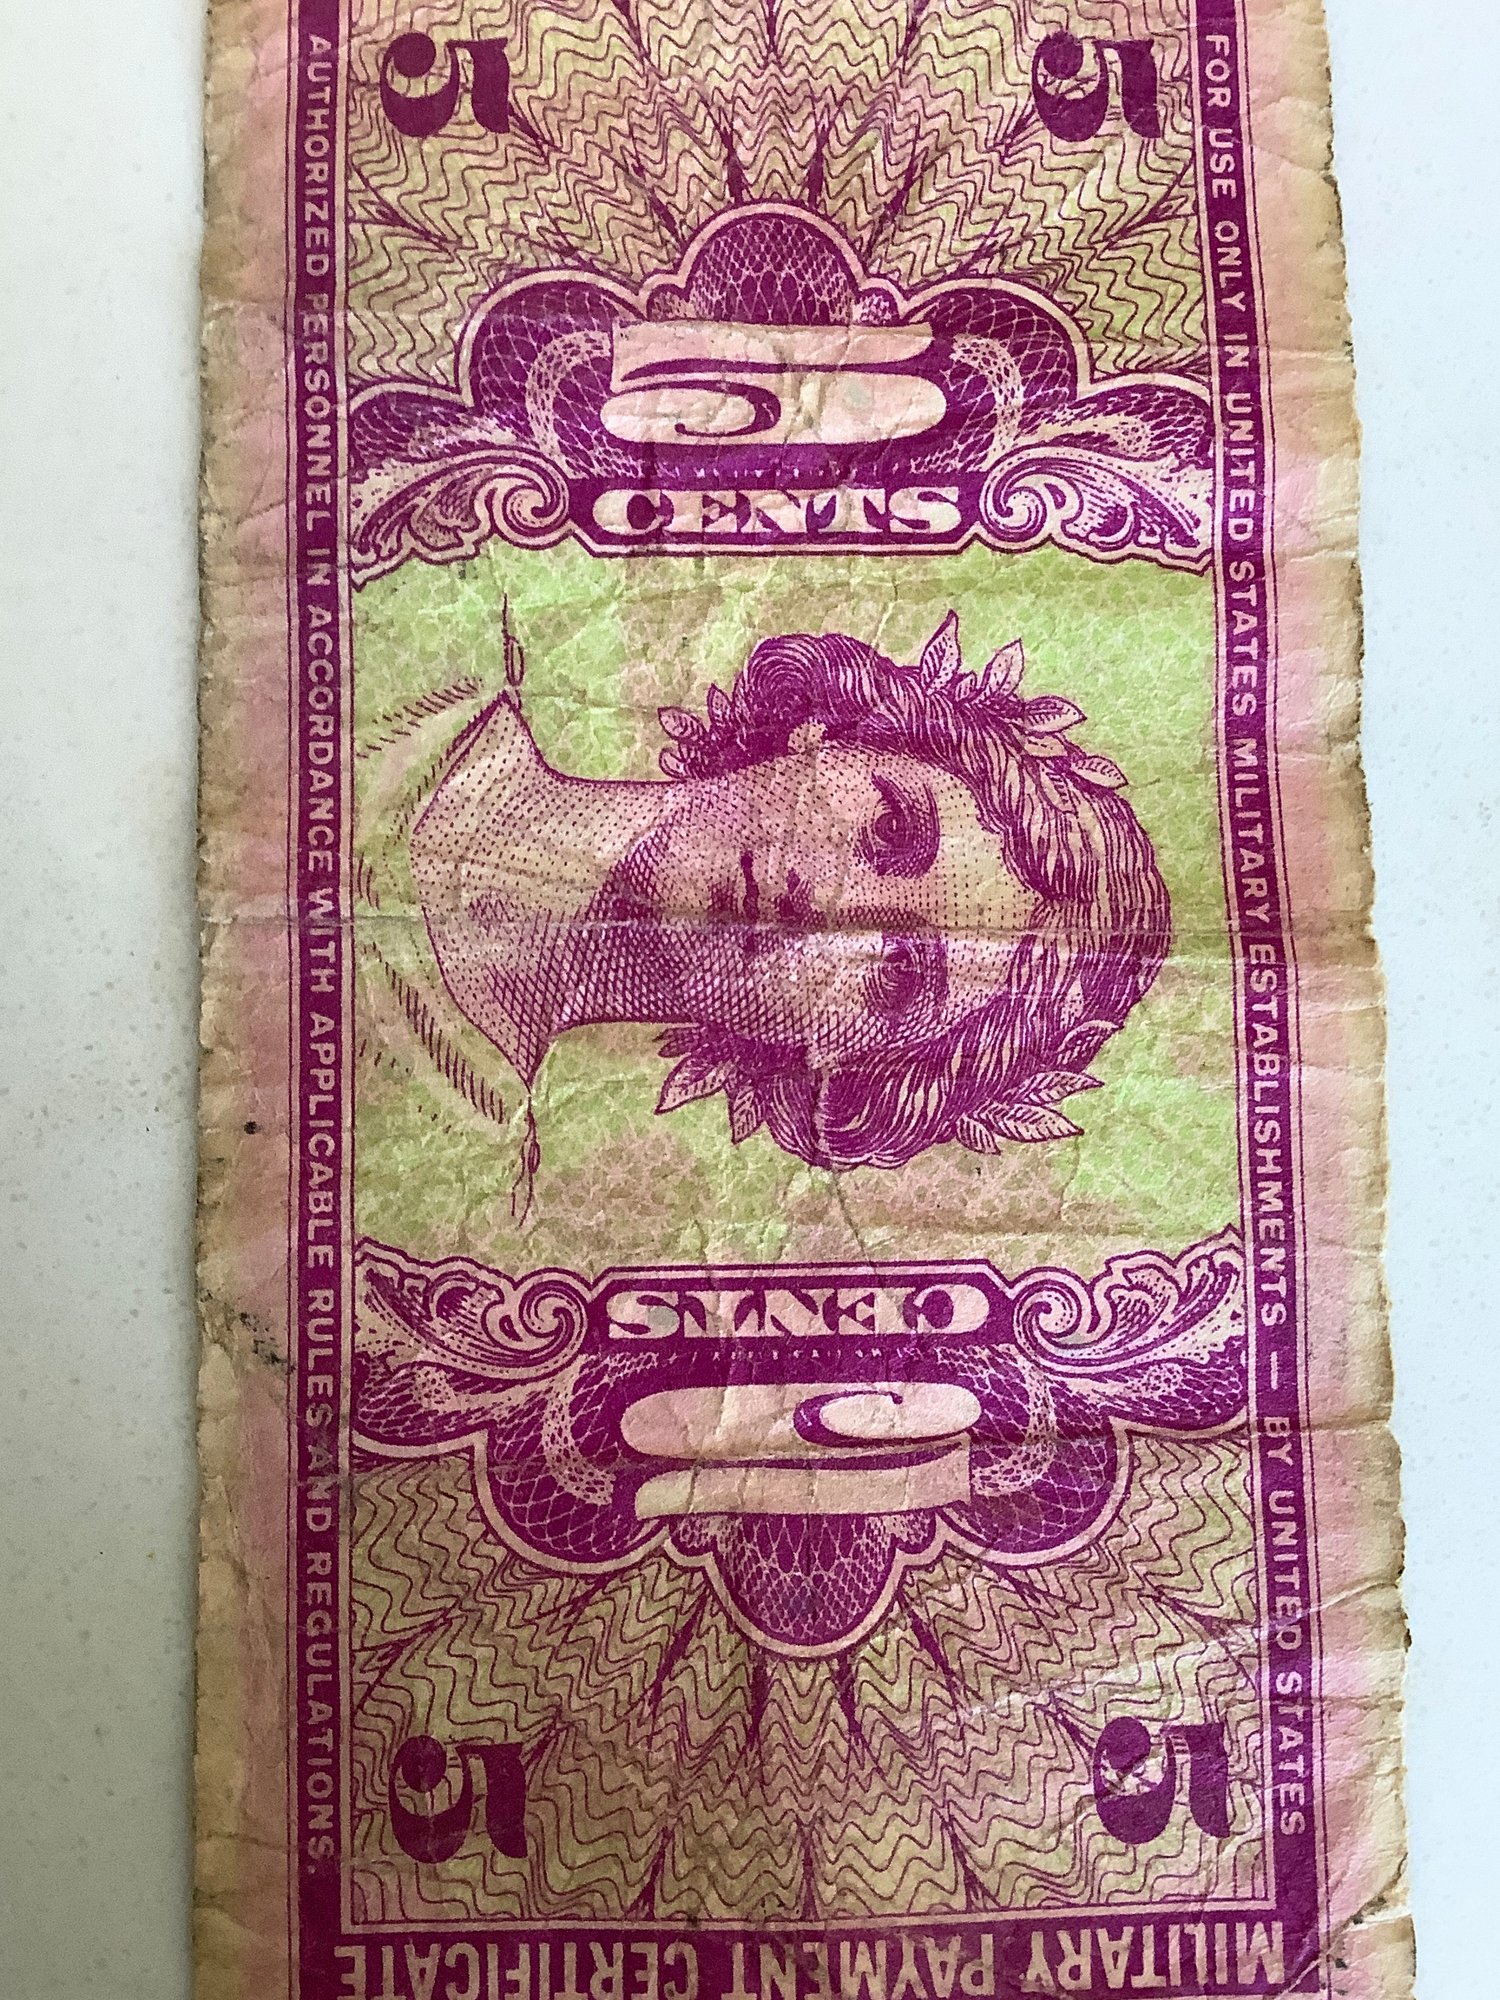 5
5
FOR USE ONLY IN UNITED STATES MILITARY ESTABLISHMENTS — BY UNITED STATES
AUTHORIZED PERSONNEL IN ACCORDANCE WITH APPLICABLE RULES AND REGULATIONS.
5
CENTS
CENTS
5
5
5
MILITARY PAYMENT CERTIFICATE